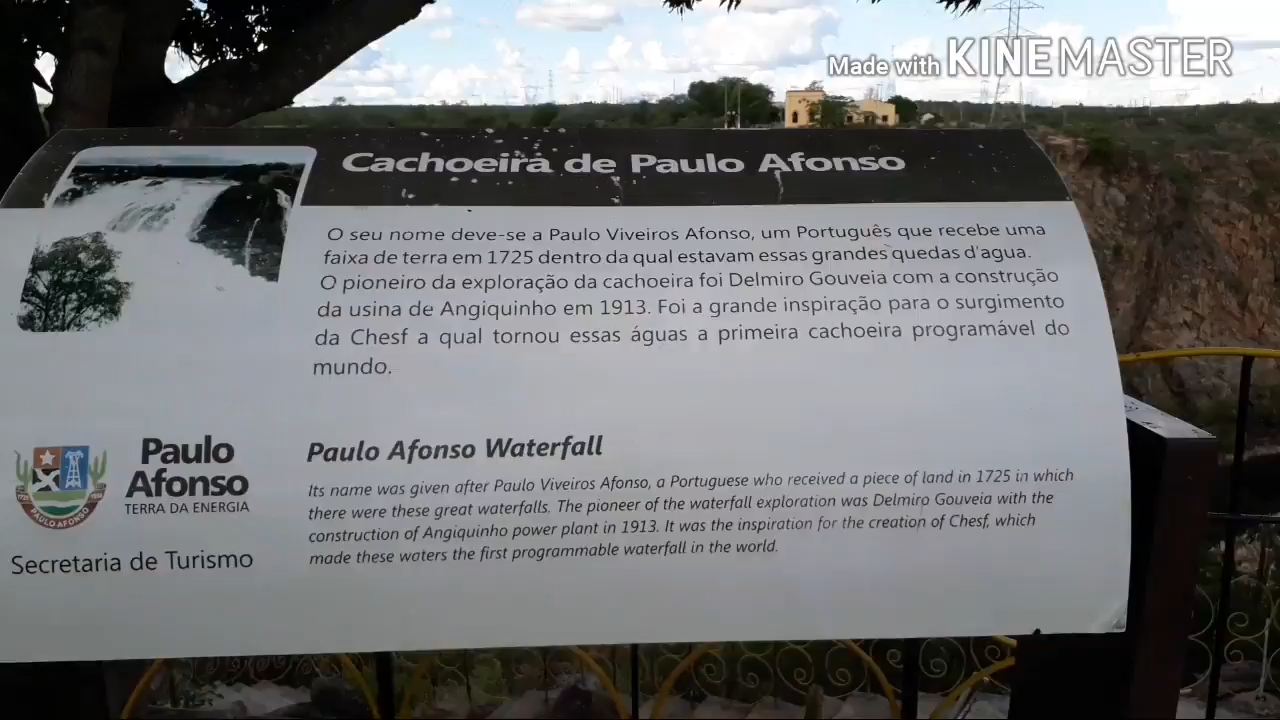 Made with KINEMASTER
Cachoeira de Paulo Afonso
O seu nome deve-se a Paulo Viveiros Afonso, um Português que recebe uma
faixa de terra em 1725 dentro da qual estavam essas grandes quedas d'agua.
O pioneiro da exploração da cachoeira foi Delmiro Gouveia com a construção
da usina de Angiquinho em 1913. Foi a grande inspiração para o surgimento
da Chesf a qual tornou essas águas a primeira cachoeira programável do
mundo.
Paulo Afonso Waterfall
Its name was given after Paulo Viveiros Afonso, a Portuguese who received a piece of land in 1725 in which
there were these great waterfalls. The pioneer of the waterfall exploration was Delmiro Gouveia with the
construction of Angiquinho power plant in 1913. It was the inspiration for the creation of Chesf, which
made these waters the first programmable waterfall in the world.
PAULO AFONSO
Paulo
Afonso
TERRA DA ENERGIA
Secretaria de Turismo